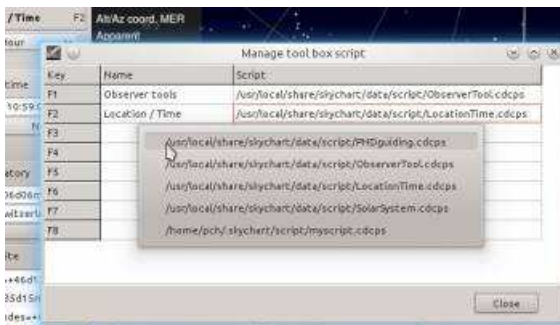 /Time F2 Alt/Az coord. MER
Apparent
Manage tool box script
Key Name Script
F1 Observer tools /usr/local/share/skychart/data/script/ObserverTool.cdcps
F2 Location / Time /usr/local/share/skychart/data/script/LocationTime.cdcps
F3
F4
F5
F6
F7
F8
/usr/local/share/skychart/data/script/PHDguiding.cdcps
/usr/local/share/skychart/data/script/ObserverTool.cdcps
/usr/local/share/skychart/data/script/LocationTime.cdcps
/usr/local/share/skychart/data/script/SolarSystem.cdcps
/home/pch/.skychart/script/myscript.cdcps
Close